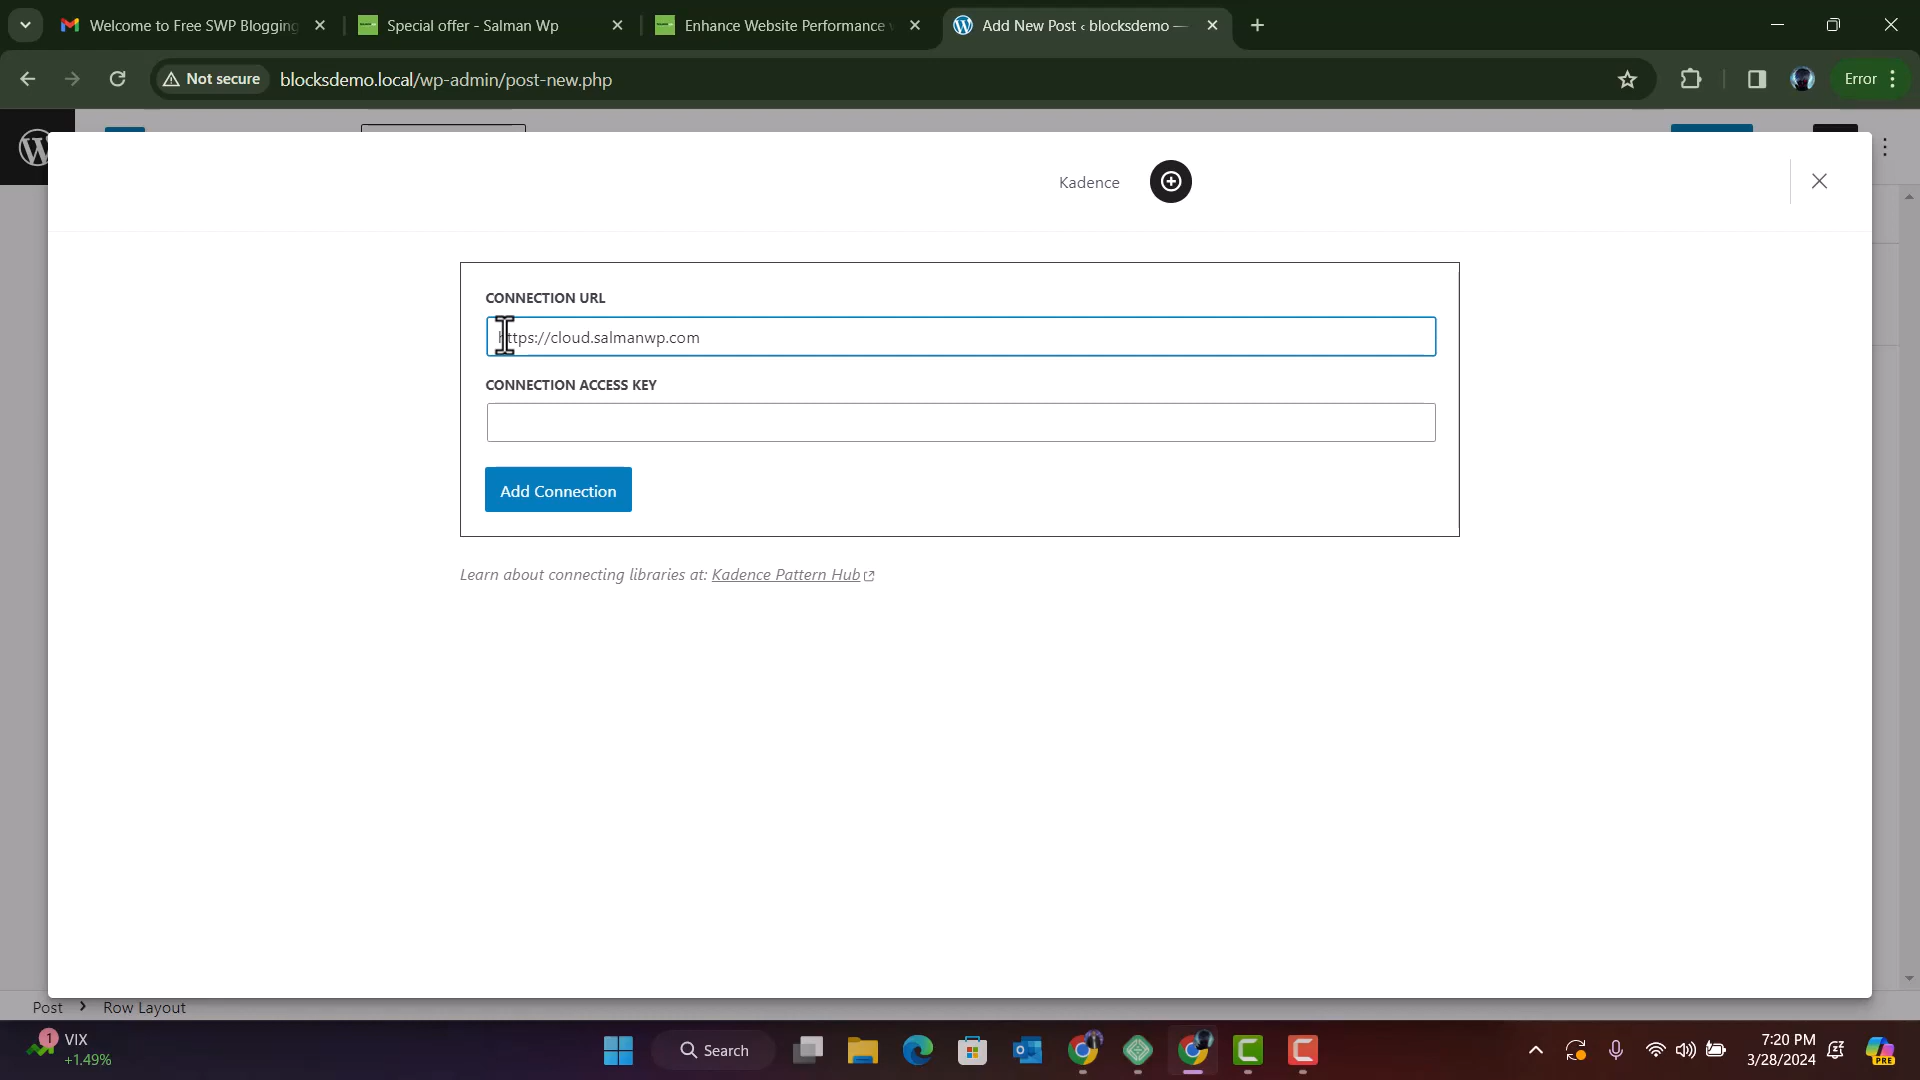 Welcome to Free SWP Blogging
Special offer - Salman Wp
Enhance Website Performance
Add New Post ‹ blocksdemo —
Not secure
blocksdemo.local/wp-admin/post-new.php
Error
Kadence
CONNECTION URL
https://cloud.salmanwp.com
CONNECTION ACCESS KEY
Add Connection
Learn about connecting libraries at: Kadence Pattern Hub
Post › Row Layout
1
VIX
+1.49%
Search
7:20 PM
3/28/2024
PRE